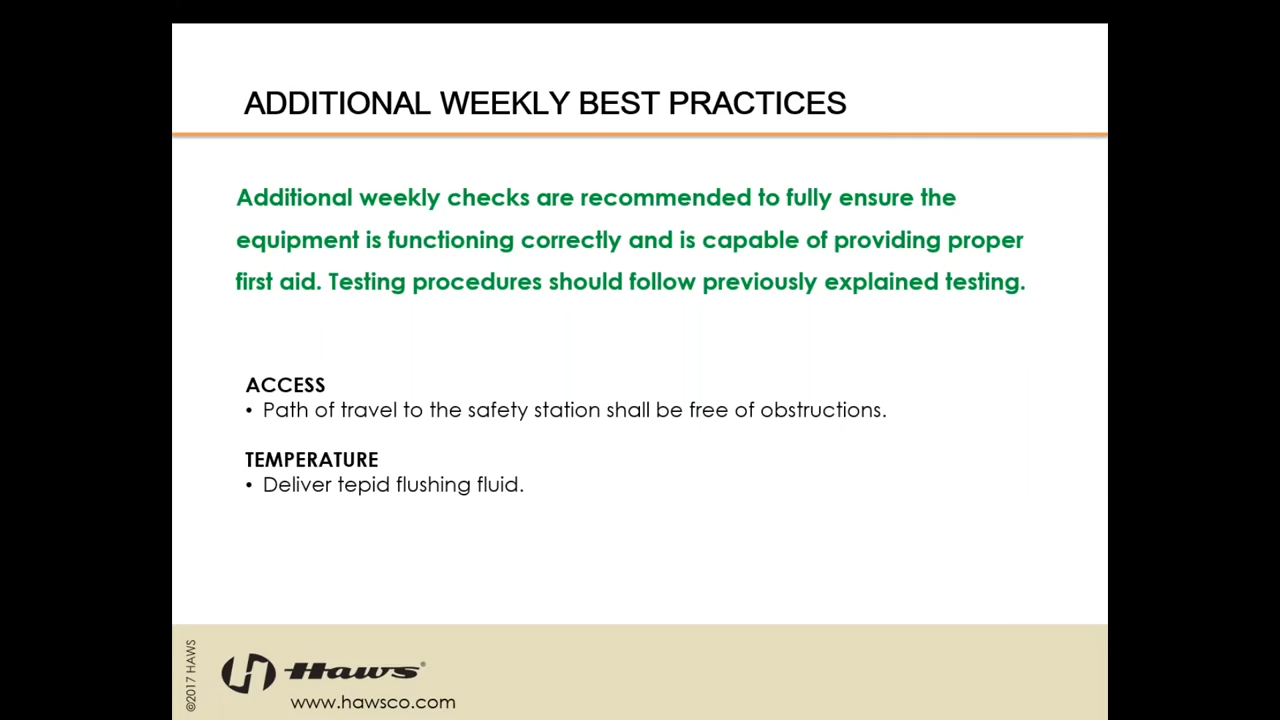 ADDITIONAL WEEKLY BEST PRACTICES
Additional weekly checks are recommended to fully ensure the
equipment is functioning correctly and is capable of providing proper
first aid. Testing procedures should follow previously explained testing.
ACCESS
• Path of travel to the safety station shall be free of obstructions.
TEMPERATURE
• Deliver tepid flushing fluid.
©2017 HAWS
Haws®
www.hawsco.com